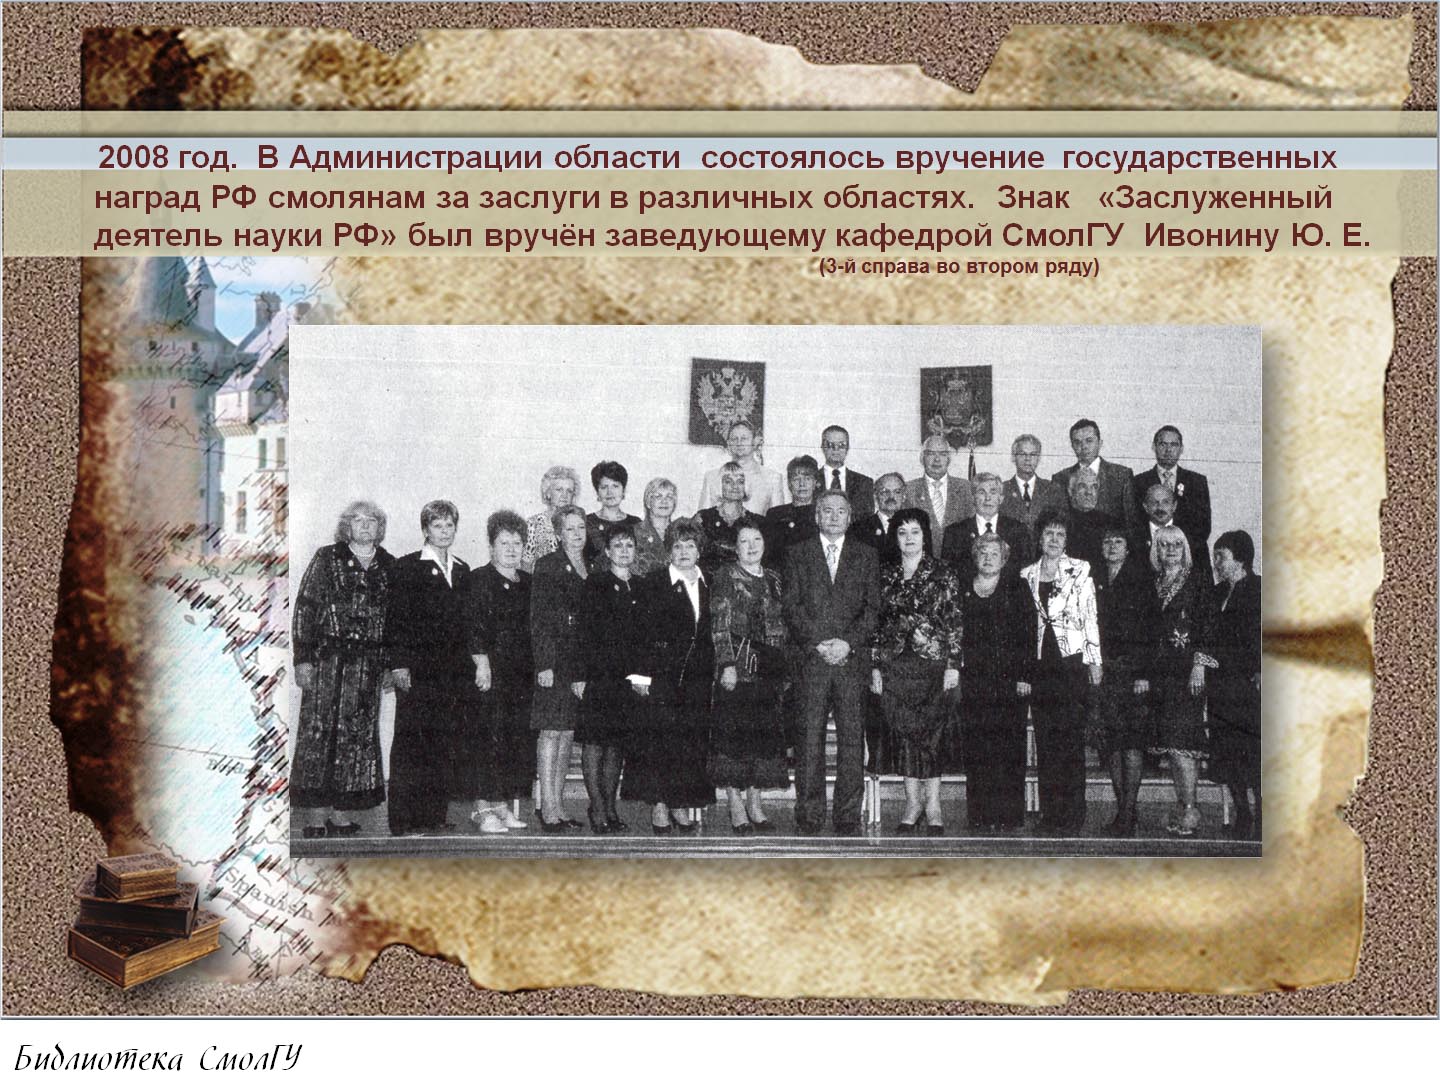 2008 год. В Администрации области состоялось вручение государственных
наград РФ смолянам за заслуги в различных областях. Знак «Заслуженный
деятель науки РФ» был вручён заведующему кафедрой СмолГУ Ивонину Ю. Е.
(3-й справа во втором ряду)
Spanish
Библиотека СмолГУ